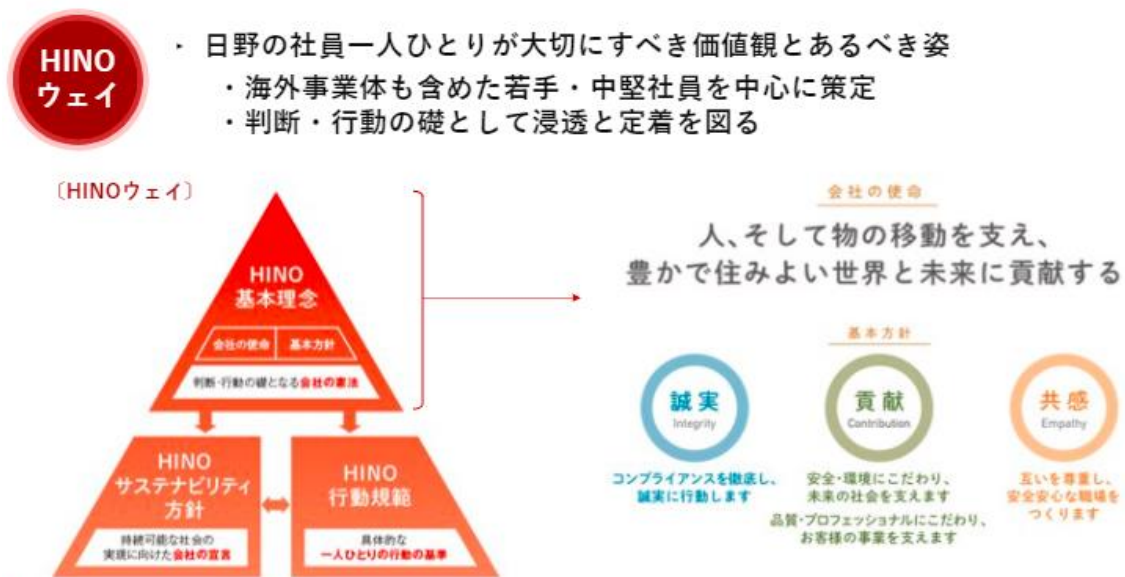 HINO
ウェイ
・ 日野の社員一人ひとりが大切にすべき価値観とあるべき姿
・海外事業体も含めた若手・中堅社員を中心に策定
・判断・行動の礎として浸透と定着を図る
〔HINOウェイ〕
HINO
基本理念
会社の使命
基本方針
判断・行動の礎となる会社の憲法
HINO
サステナビリティ
方針
持続可能な社会の
実現に向けた会社の宣言
HINO
行動規範
具体的な
一人ひとりの行動の基準
会社の使命
人、そして物の移動を支え、
豊かで住みよい世界と未来に貢献する
基本方針
誠実
Integrity
コンプライアンスを徹底し、
誠実に行動します
貢献
Contribution
安全・環境にこだわり、
未来の社会を支えます
品質・プロフェッショナルにこだわり、
お客様の事業を支えます
共感
Empathy
互いを尊重し、
安全安心な職場を
つくります